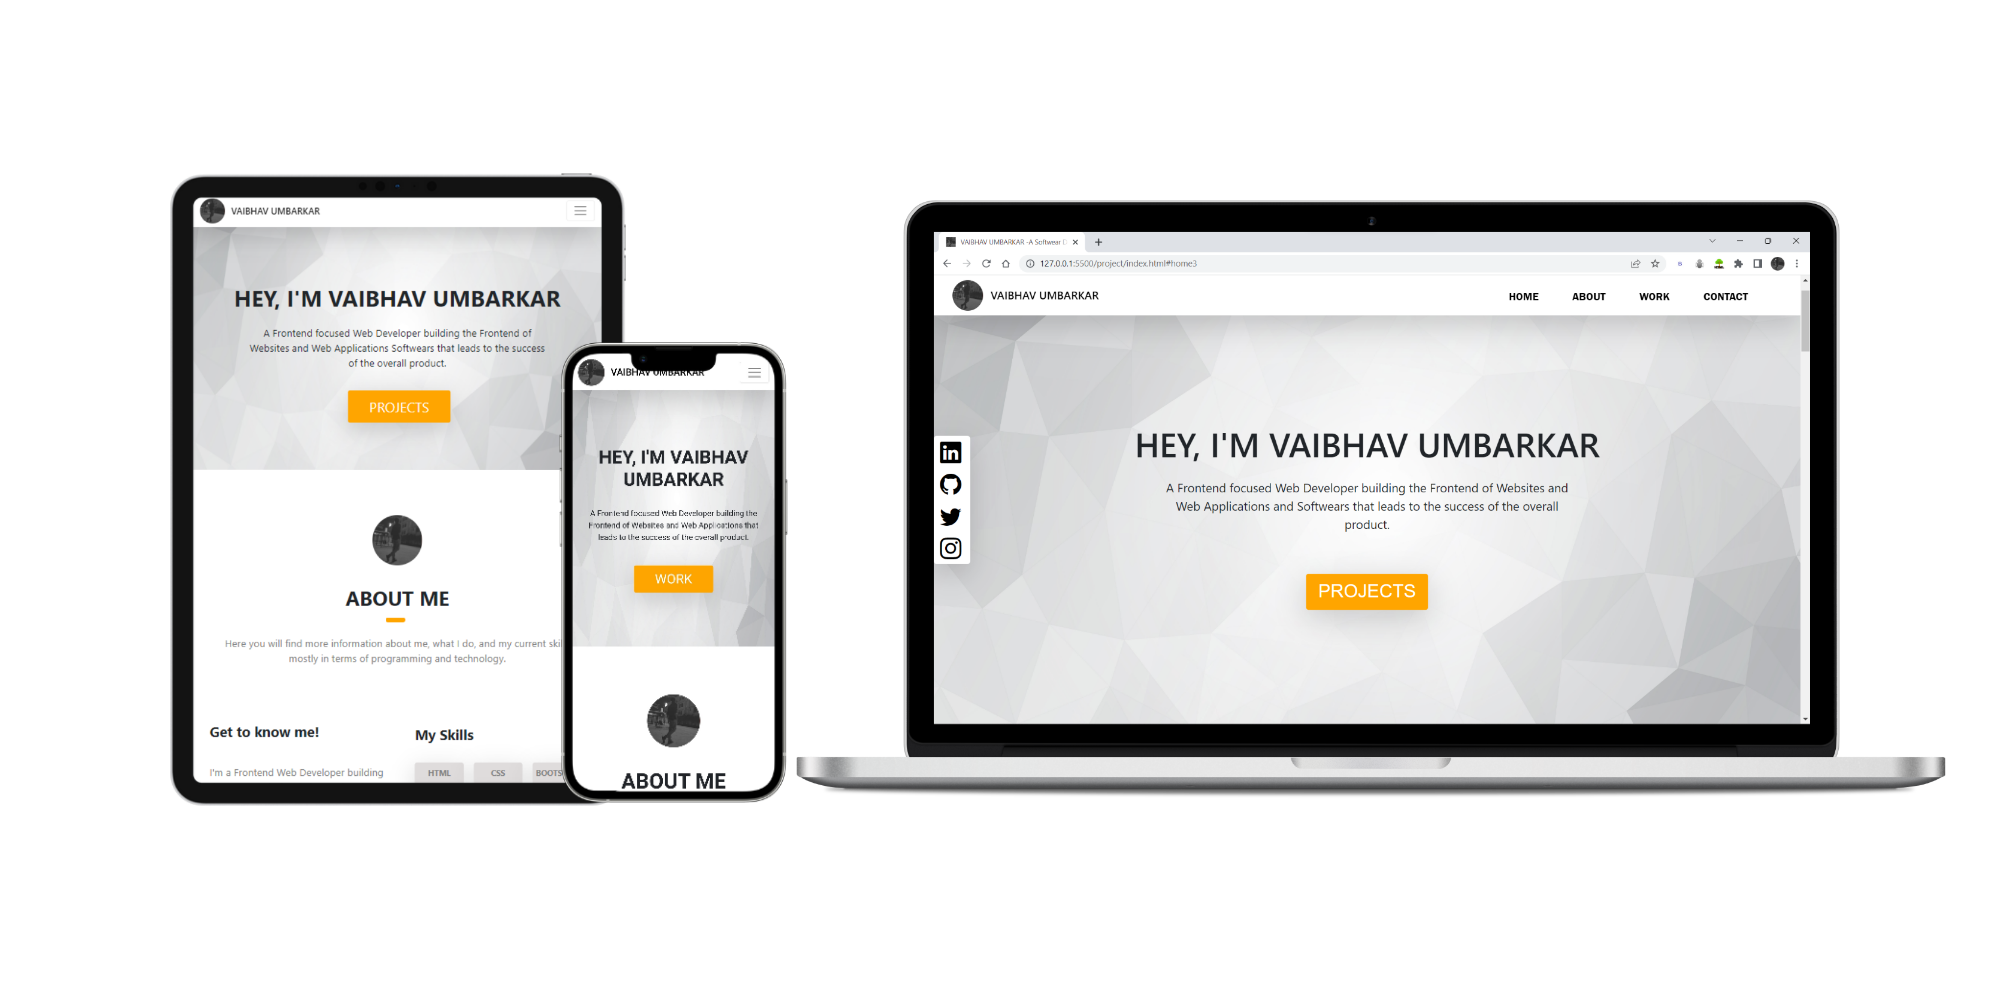 VAIBHAV UMBARKAR
HEY, I'M VAIBHAV UMBARKAR
A Frontend focused Web Developer building the Frontend of
Websites and Web Applications Softwears that leads to the success
of the overall product.
PROJECTS
ABOUT ME
Here you will find more information about me, what I do, and my current ski
mostly in terms of programming and technology.
Get to know me!
My Skills
I'm a Frontend Web Developer building
HTML
CSS
BOOTS
VAIBHAV UMBARKAR
HEY, I'M VAIBHAV
UMBARKAR
A Frontend focused Web Developer building the
Frontend of Websites and Web Applications that
leads to the success of the overall product.
WORK
ABOUT ME
VAIBHAV UMBARKAR -A Softwear D
127.0.0.1:5500/project/index.html#home3
VAIBHAV UMBARKAR
HOME
ABOUT
WORK
CONTACT
in
HEY, I'M VAIBHAV UMBARKAR
A Frontend focused Web Developer building the Frontend of Websites and
Web Applications and Softwears that leads to the success of the overall
product.
PROJECTS